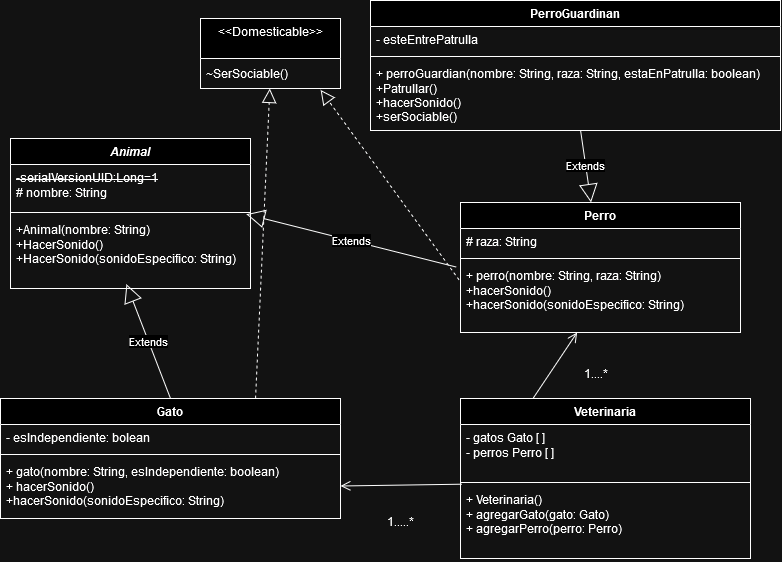 <<Domesticable>>
~SerSociable()
PerroGuardinan
- esteEntrePatrulla
+ perroGuardian(nombre: String, raza: String, estaEnPatrulla: boolean)
+Patrullar()
+hacerSonido()
+serSociable()
Animal
-serialVersionUID:Long=1
# nombre: String
+Animal(nombre: String)
+HacerSonido()
+HacerSonido(sonidoEspecifico: String)
Extends
Extends
Perro
# raza: String
+ perro(nombre: String, raza: String)
+hacerSonido()
+hacerSonido(sonidoEspecifico: String)
Extends
1....*
Gato
- esIndependiente: bolean
+ gato(nombre: String, esIndependiente: boolean)
+ hacerSonido()
+hacerSonido(sonidoEspecifico: String)
1.....*
Veterinaria
- gatos Gato [ ]
- perros Perro [ ]
+ Veterinaria()
+ agregarGato(gato: Gato)
+ agregarPerro(perro: Perro)